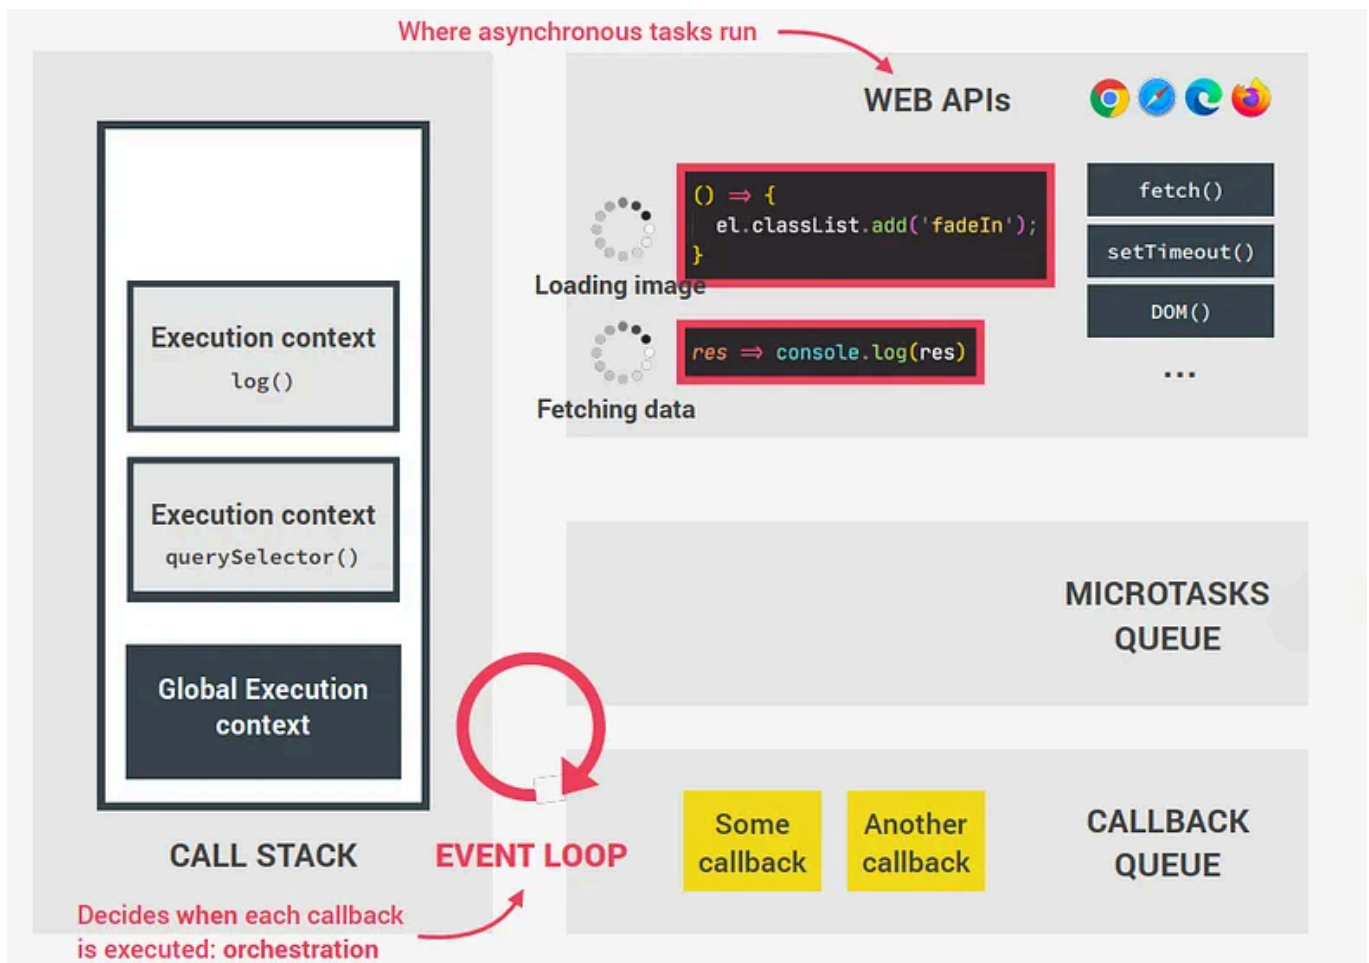 Where asynchronous tasks run
WEB APIs
() => {
el.classList.add('fadeIn');
}
Loading image
res => console.log(res)
Fetching data
fetch()
setTimeout()
DOM()
...
Execution context
log()
Execution context
querySelector()
Global Execution
context
CALL STACK
EVENT LOOP
Decides when each callback
is executed: orchestration
MICROTASKS
QUEUE
Some
callback
Another
callback
CALLBACK
QUEUE